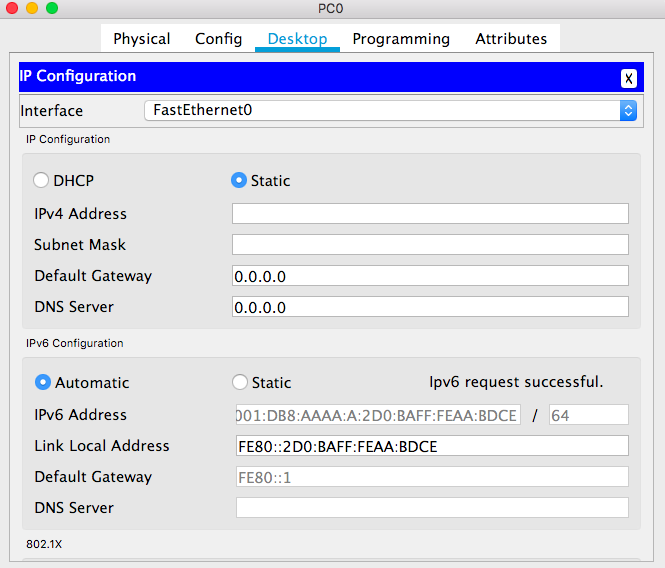 PC0
Physical Config Desktop Programming Attributes
IP Configuration X
Interface FastEthernet0
IP Configuration
DHCP Static
IPv4 Address
Subnet Mask
Default Gateway 0.0.0.0
DNS Server 0.0.0.0
IPv6 Configuration
Automatic Static Ipv6 request successful.
IPv6 Address 001:DB8:AAAA:A:2D0:BAFF:FEAA:BDCE / 64
Link Local Address FE80::2D0:BAFF:FEAA:BDCE
Default Gateway FE80::1
DNS Server
802.1X